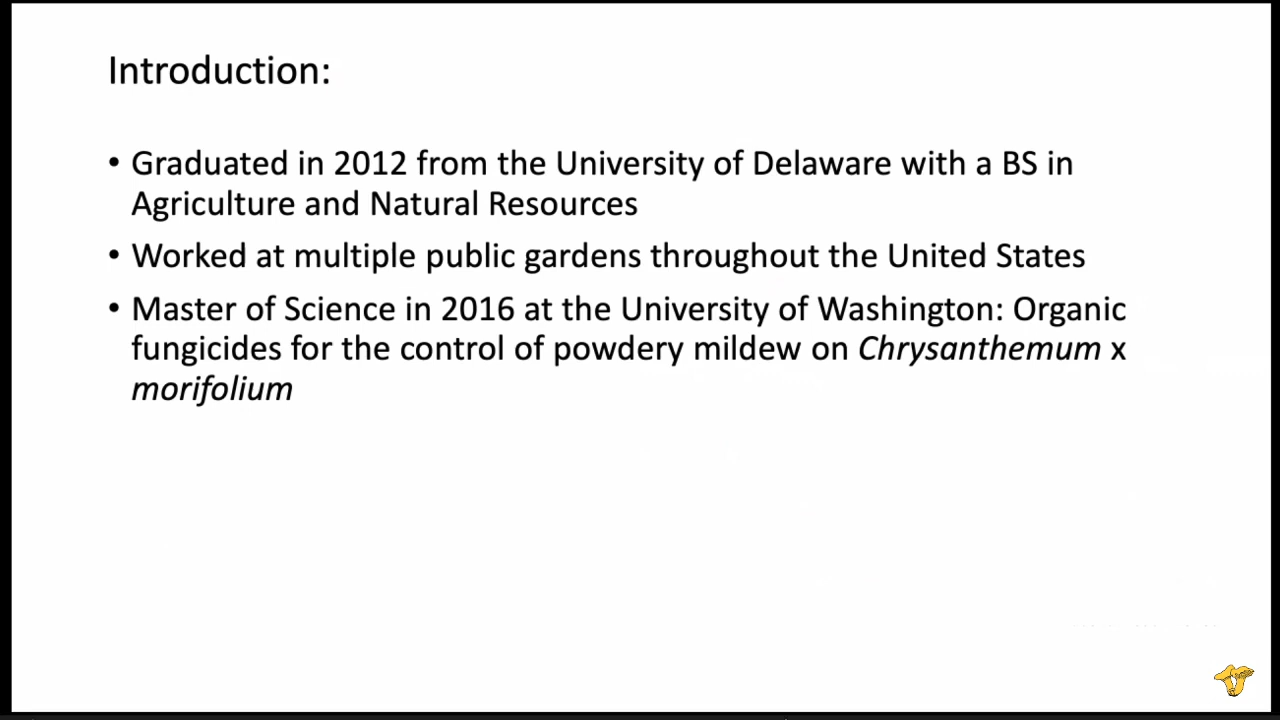 Introduction:
• Graduated in 2012 from the University of Delaware with a BS in
Agriculture and Natural Resources
• Worked at multiple public gardens throughout the United States
• Master of Science in 2016 at the University of Washington: Organic
fungicides for the control of powdery mildew on Chrysanthemum x
morifolium